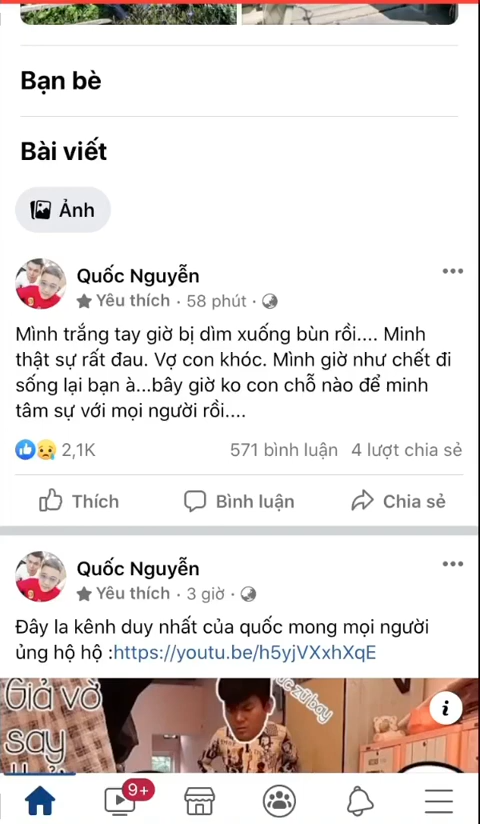 Bạn bè
Bài viết
Ảnh
Quốc Nguyễn
Yêu thích · 58 phút ·
Mình trắng tay giờ bị dìm xuống bùn rồi.... Minh
thật sự rất đau. Vợ con khóc. Mình giờ như chết đi
sống lại bạn à...bây giờ ko con chỗ nào để minh
tâm sự với mọi người rồi....
2,1K 571 bình luận 4 lượt chia sẻ
Thích Bình luận Chia sẻ
Quốc Nguyễn
Yêu thích · 3 giờ ·
Đây la kênh duy nhất của quốc mong mọi người
ủng hộ hộ :https://youtu.be/h5yjVXxhXqE
Giả vờ
say
9+